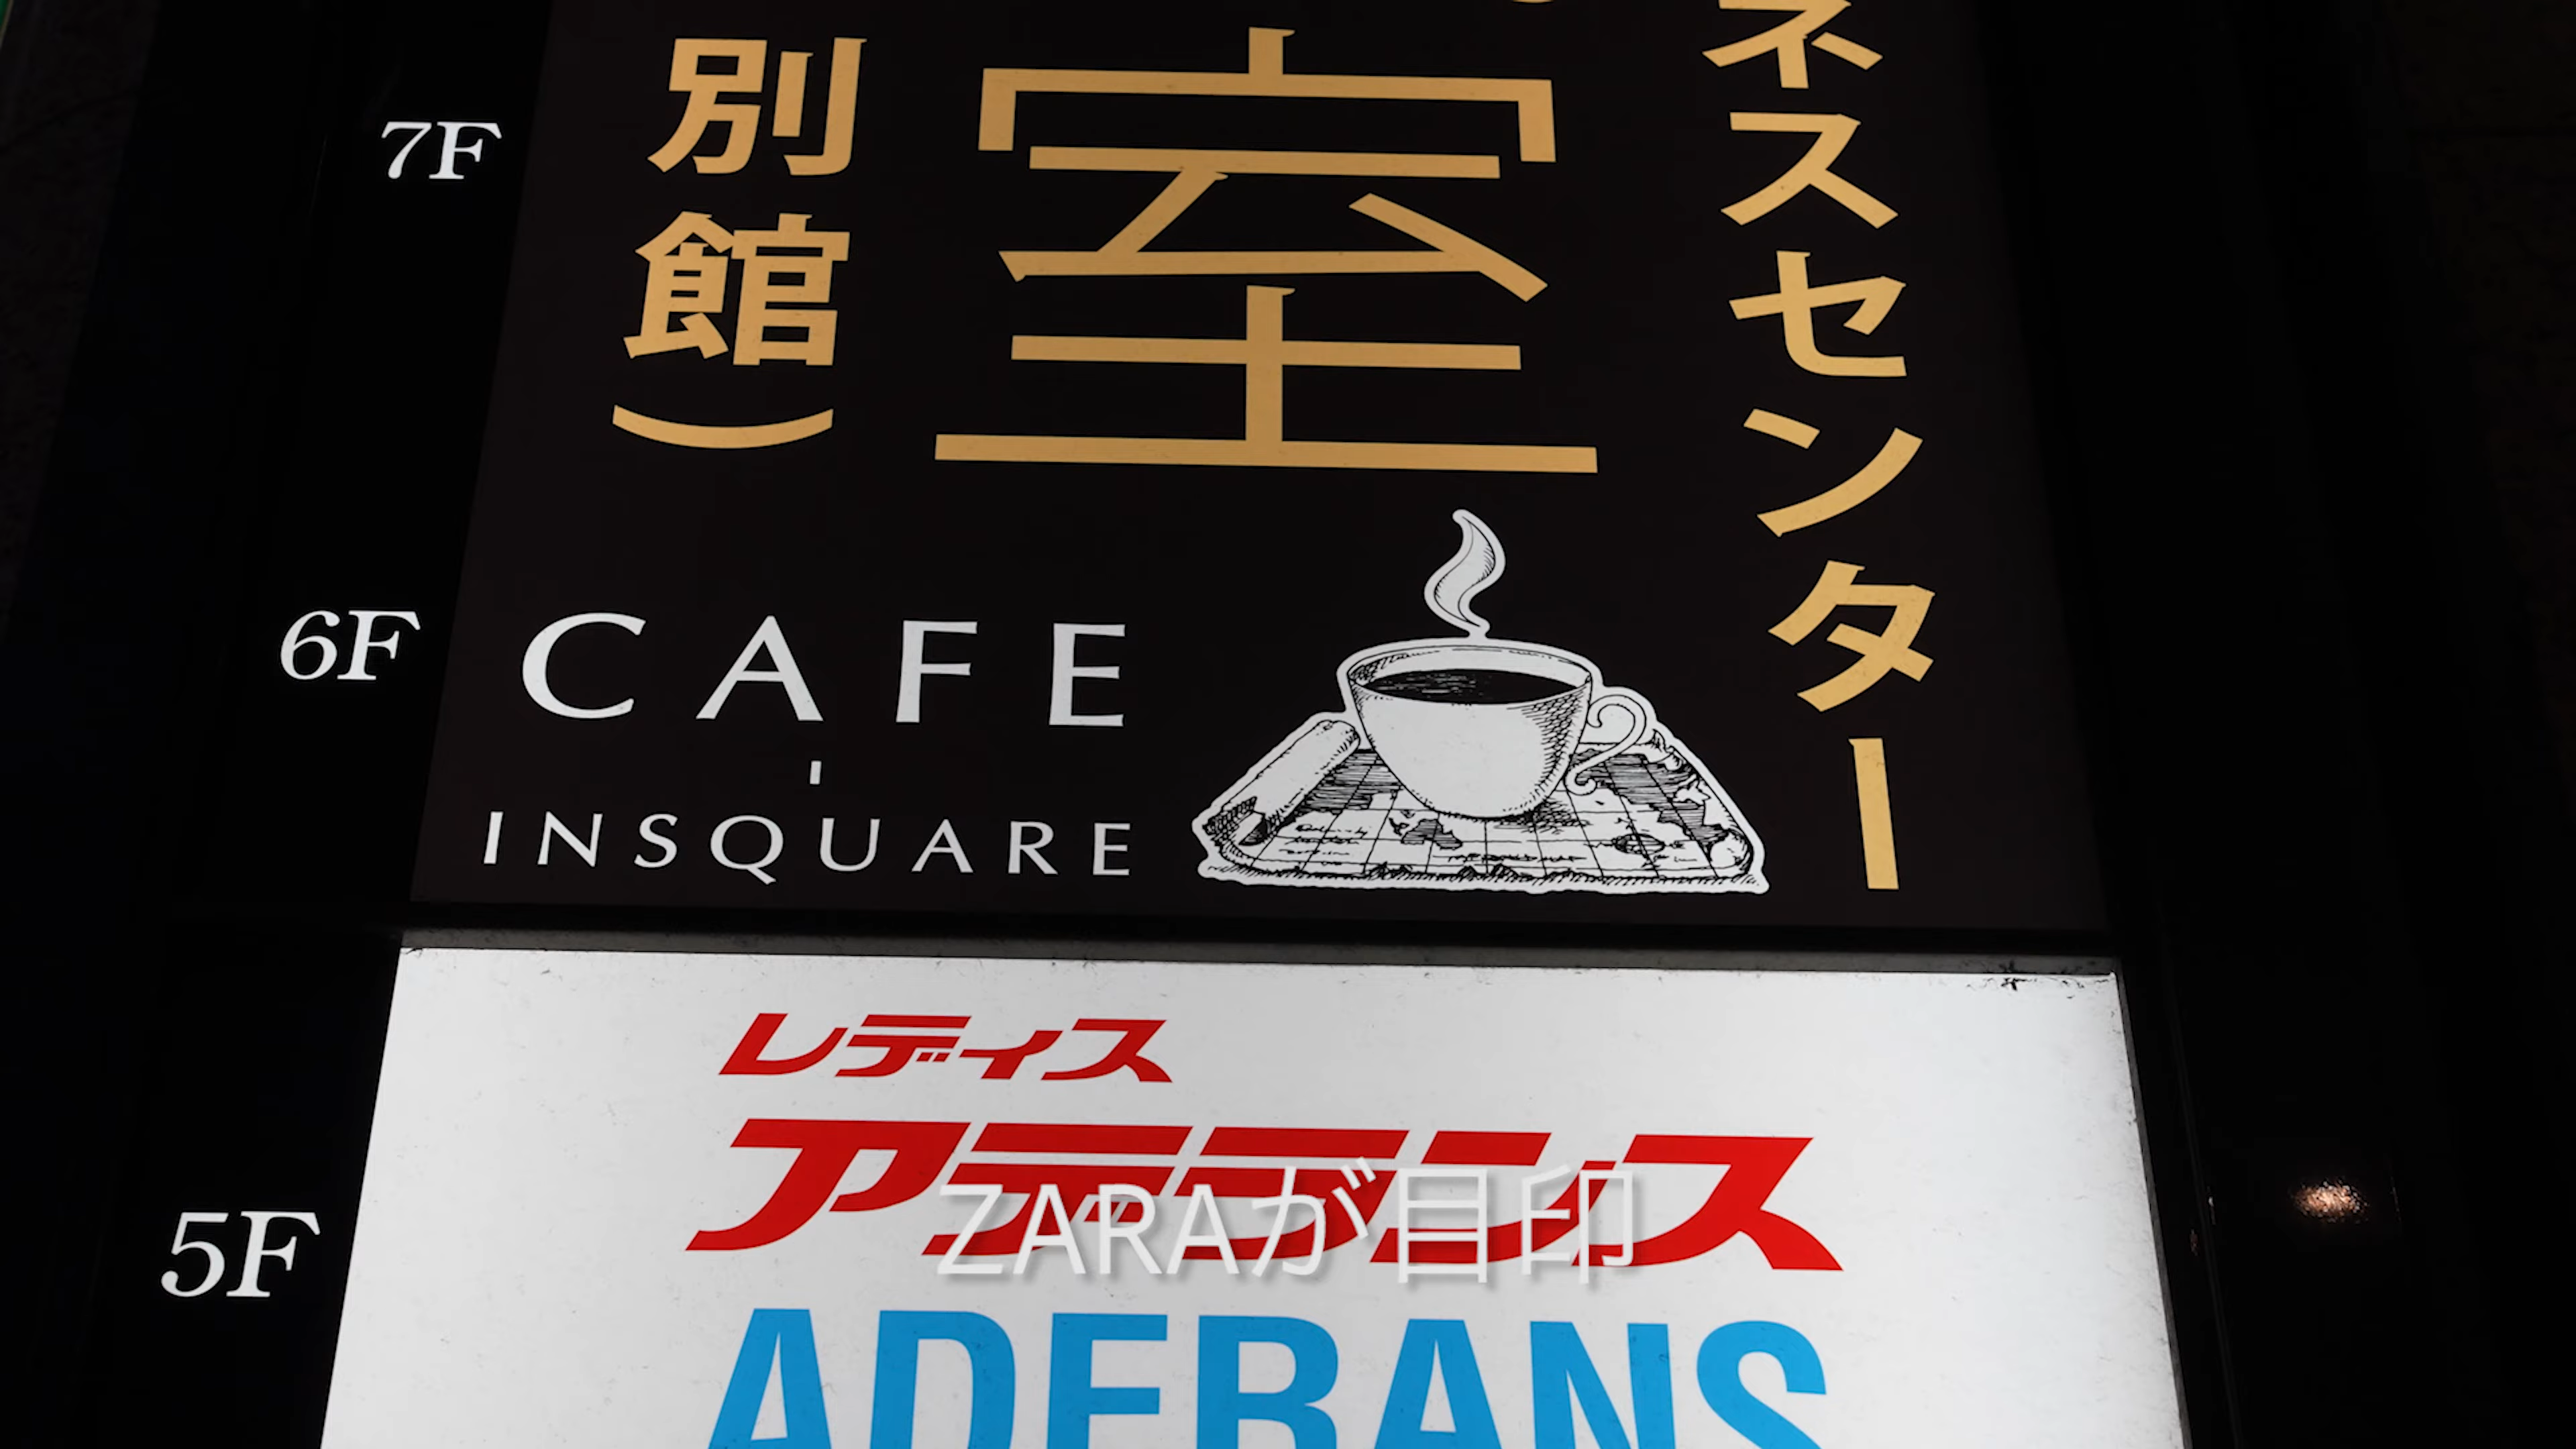 ネスセンター
室
別館）
7F
6F
CAFE
INSQUARE
5F
レディス
アデランス
ZARAが目印
ADERANS